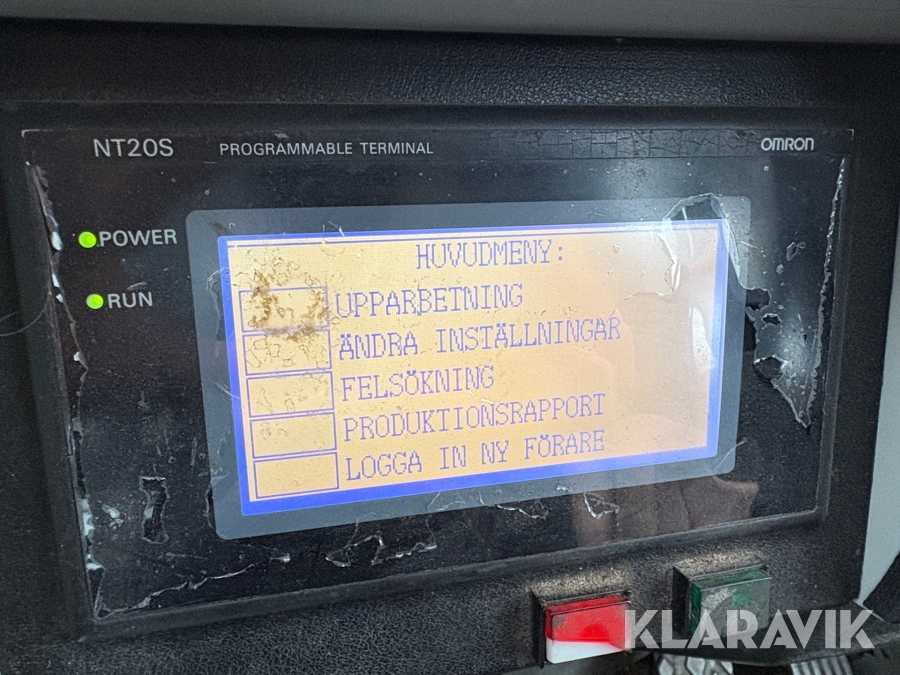 NT20S PROGRAMMABLE TERMINAL OMRON
POWER
RUN
HUVUDMENY:
UPPARBETNING
ÄNDRA INSTÄLLNINGAR
FELSÖKNING
PRODUKTIONSRAPPORT
LOGGA IN NY FÖRARE
KLARAVIK